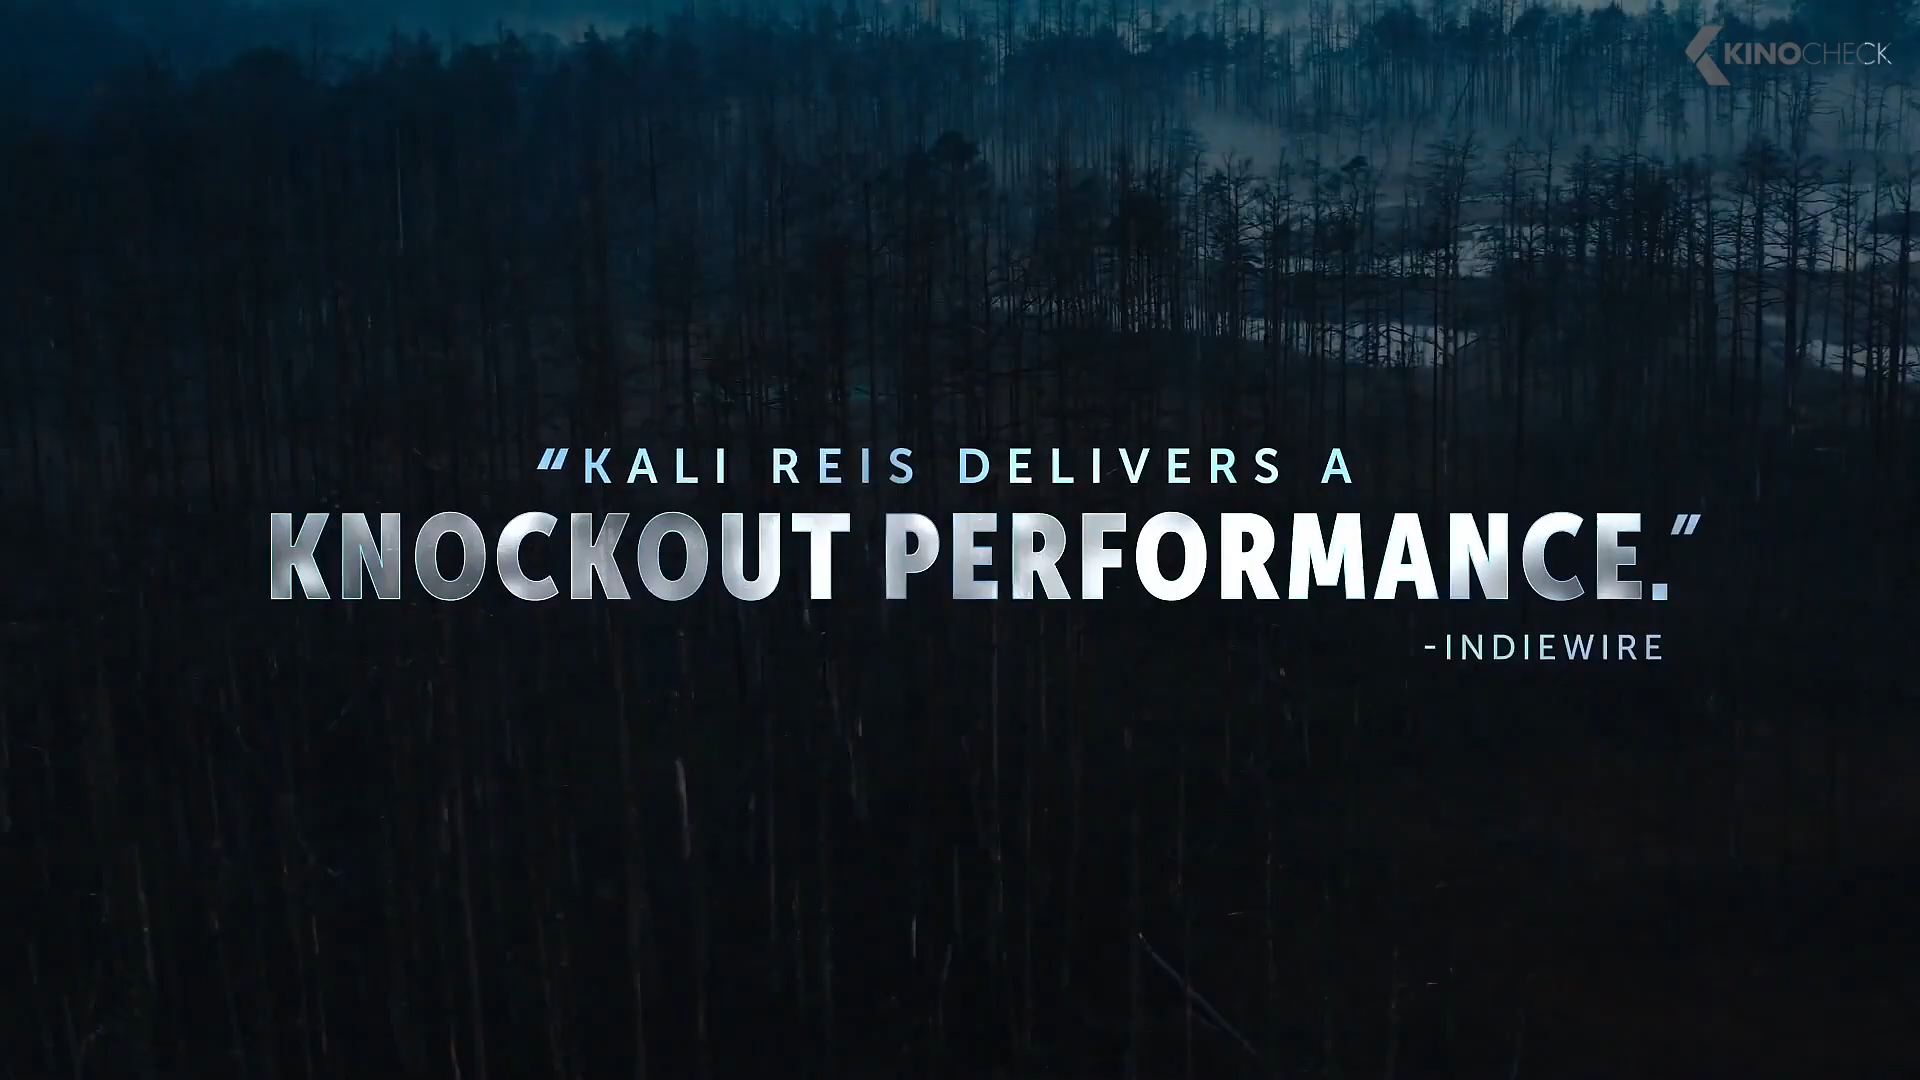 KINOCHECK
“KALI REIS DELIVERS A
KNOCKOUT PERFORMANCE.”
-INDIEWIRE